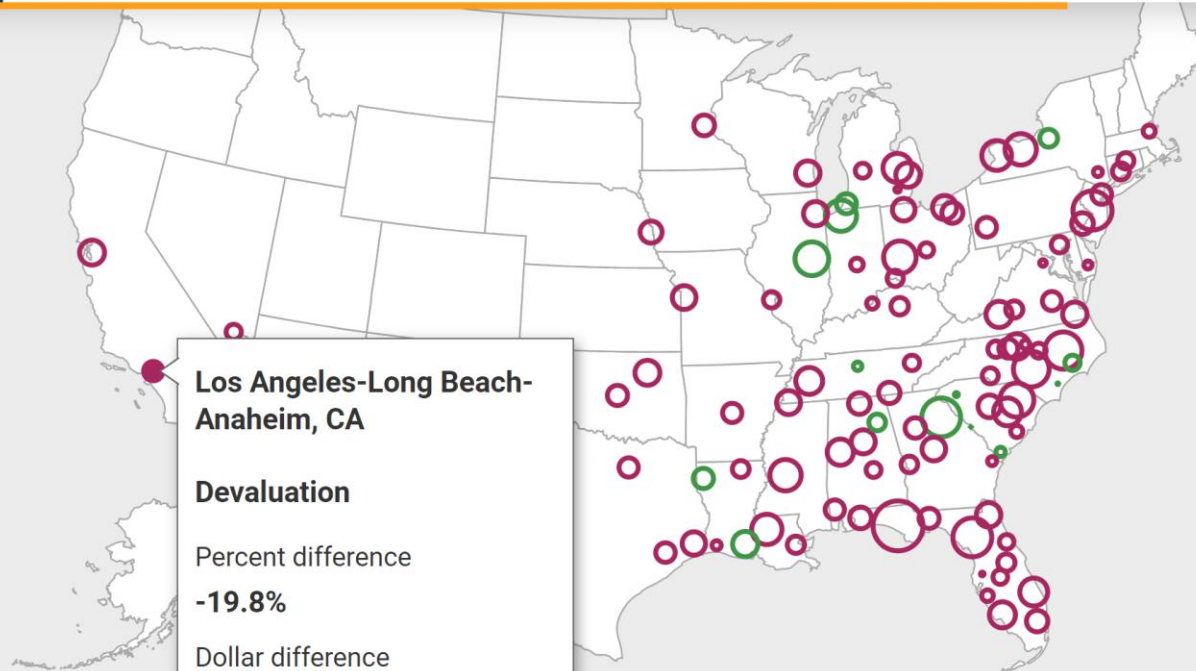 Los Angeles-Long Beach-
Anaheim, CA
Devaluation
Percent difference
-19.8%
Dollar difference